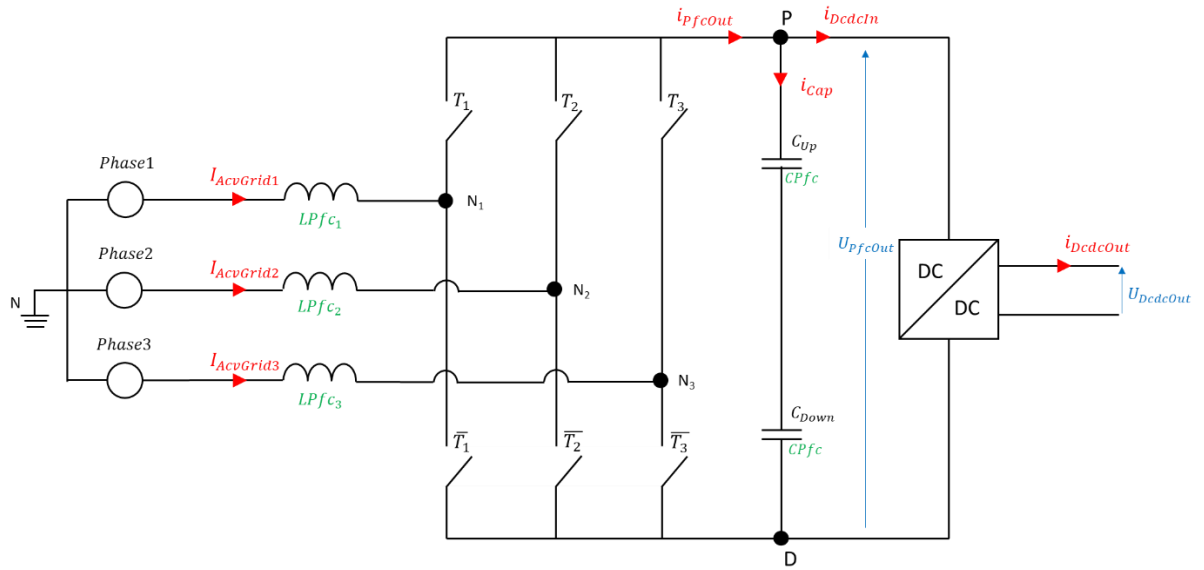 i_PfcOut P i_DcdcIn
i_Cap
T_1 T_2 T_3
C_Up
CPfc
Phase1
I_AcvGrid1
LPfc_1
N_1
Phase2
I_AcvGrid2
LPfc_2
N
N_2
Phase3
I_AcvGrid3
LPfc_3
N_3
U_PfcOut
DC
DC
i_DcdcOut
U_DcdcOut
C_Down
CPfc
T̅_1 T̅_2 T̅_3
D